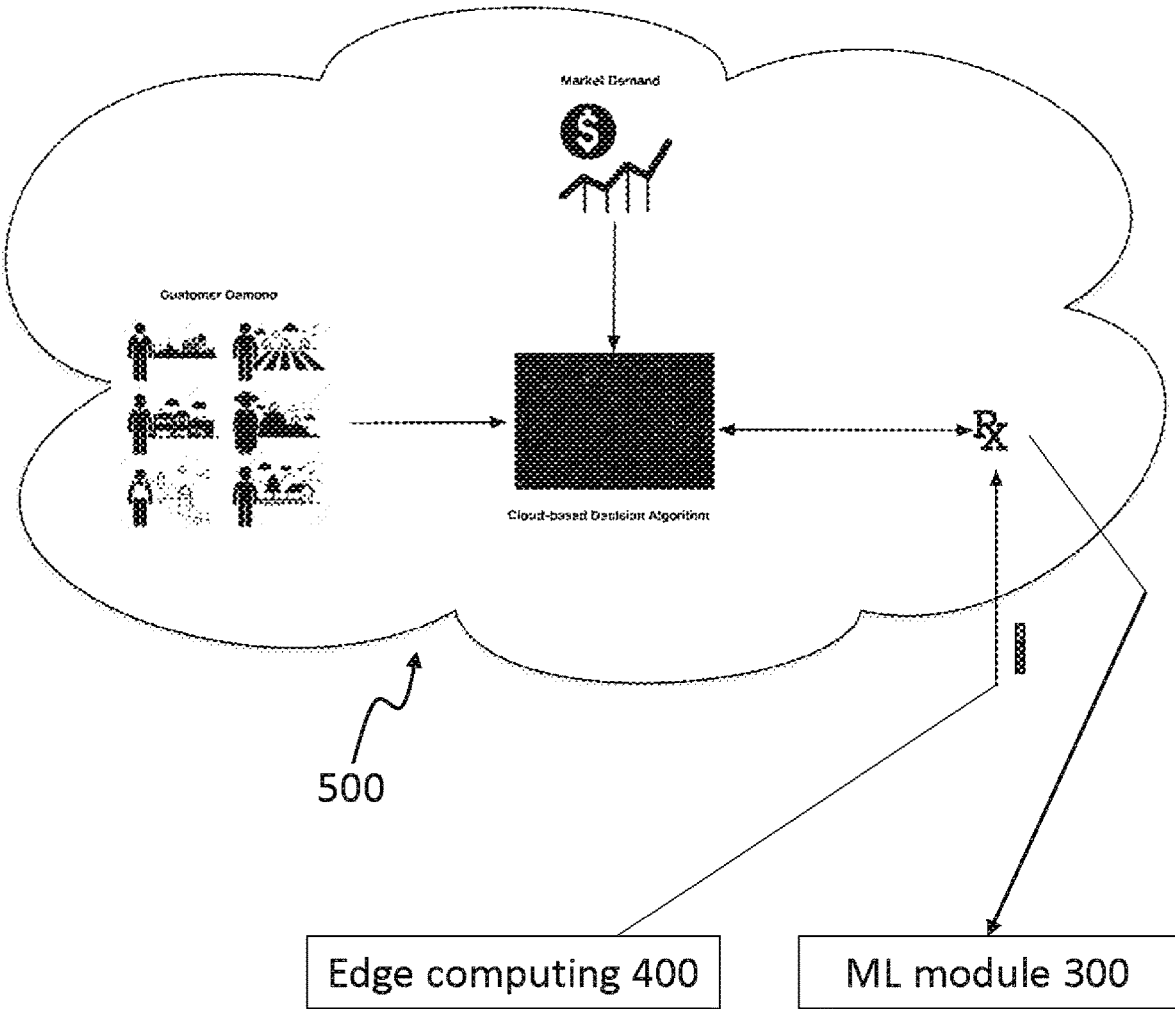 Market Demand
Customer Demand
Rx
Cloud-based Decision Algorithm
500
Edge computing 400
ML module 300